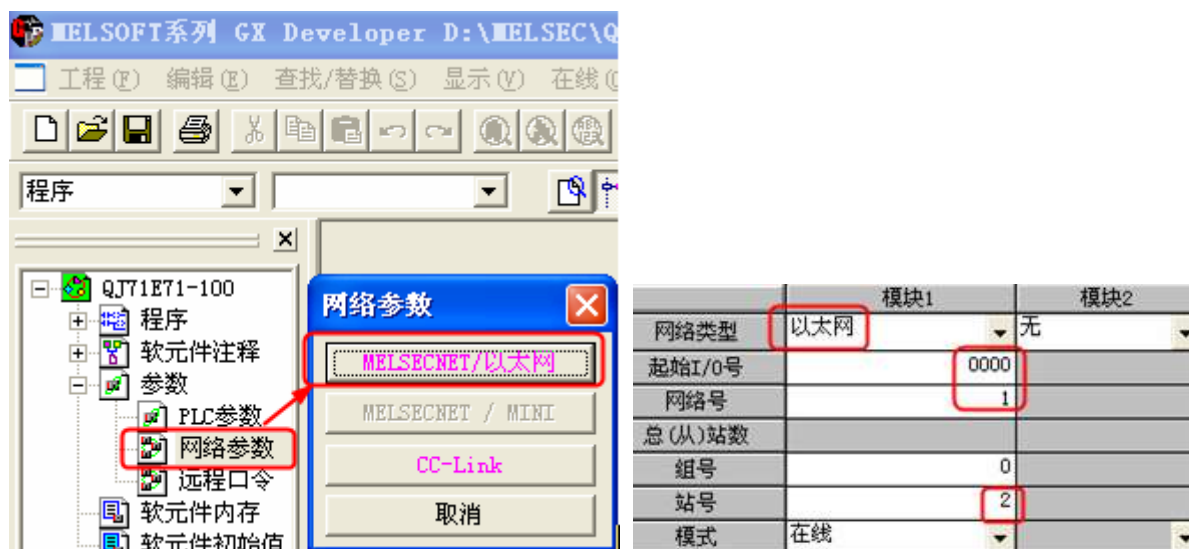 MELSOFT系列 GX Developer D:\MELSEC\Q
工程(F) 编辑(E) 查找/替换(S) 显示(V) 在线(O
程序
QJ71E71-100
程序
软元件注释
参数
PLC参数
网络参数
远程口令
软元件内存
软元件初始值
网络参数
MELSECNET/以太网
MELSECNET / MINI
CC-Link
取消
模块1 模块2
网络类型 以太网 无
起始I/O号 0000
网络号 1
总(从)站数
组号 0
站号 2
模式 在线